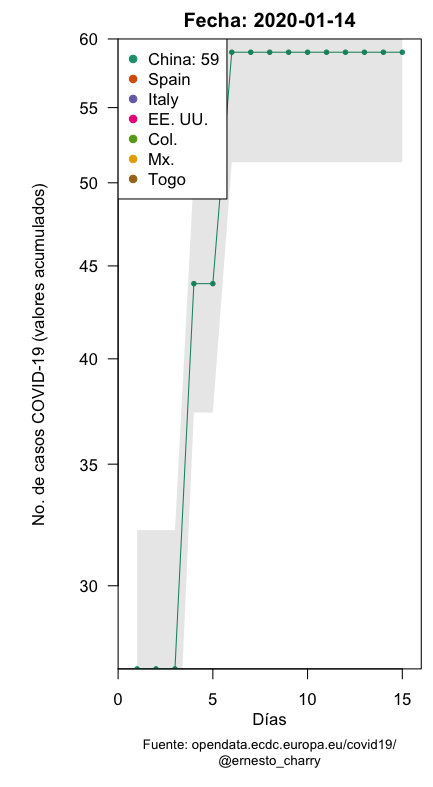 Fecha: 2020-01-14
No. de casos COVID-19 (valores acumulados)
60
55
50
45
40
35
30
China: 59
Spain
Italy
EE. UU.
Col.
Mx.
Togo
0 5 10 15
Días
Fuente: opendata.ecdc.europa.eu/covid19/
@ernesto_charry